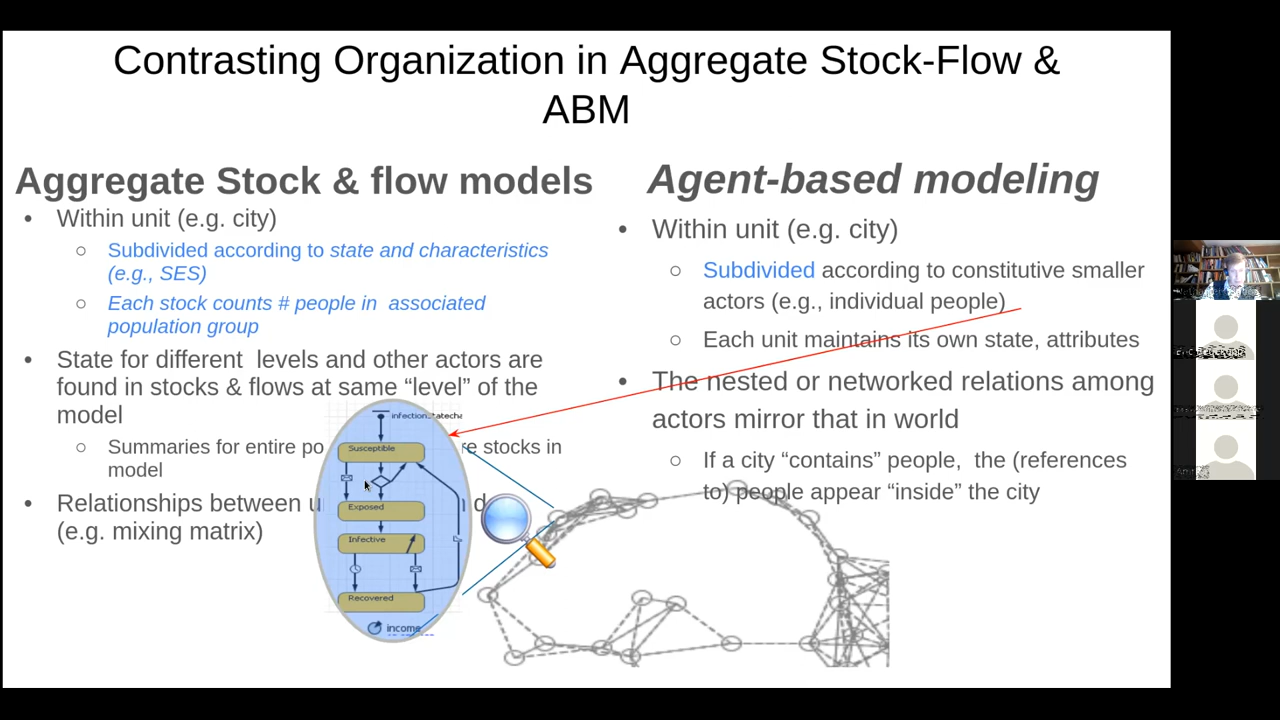 Contrasting Organization in Aggregate Stock-Flow &
ABM
Aggregate Stock & flow models
• Within unit (e.g. city)
○ Subdivided according to state and characteristics
(e.g., SES)
○ Each stock counts # people in associated
population group
• State for different levels and other actors are
found in stocks & flows at same “level” of the
model
○ Summaries for entire po re stocks in
model
• Relationships between u d
(e.g. mixing matrix)
Agent-based modeling
• Within unit (e.g. city)
○ Subdivided according to constitutive smaller
actors (e.g., individual people)
○ Each unit maintains its own state, attributes
• The nested or networked relations among
actors mirror that in world
○ If a city “contains” people, the (references
to) people appear “inside” the city
Susceptible
Exposed
Infective
Recovered
income